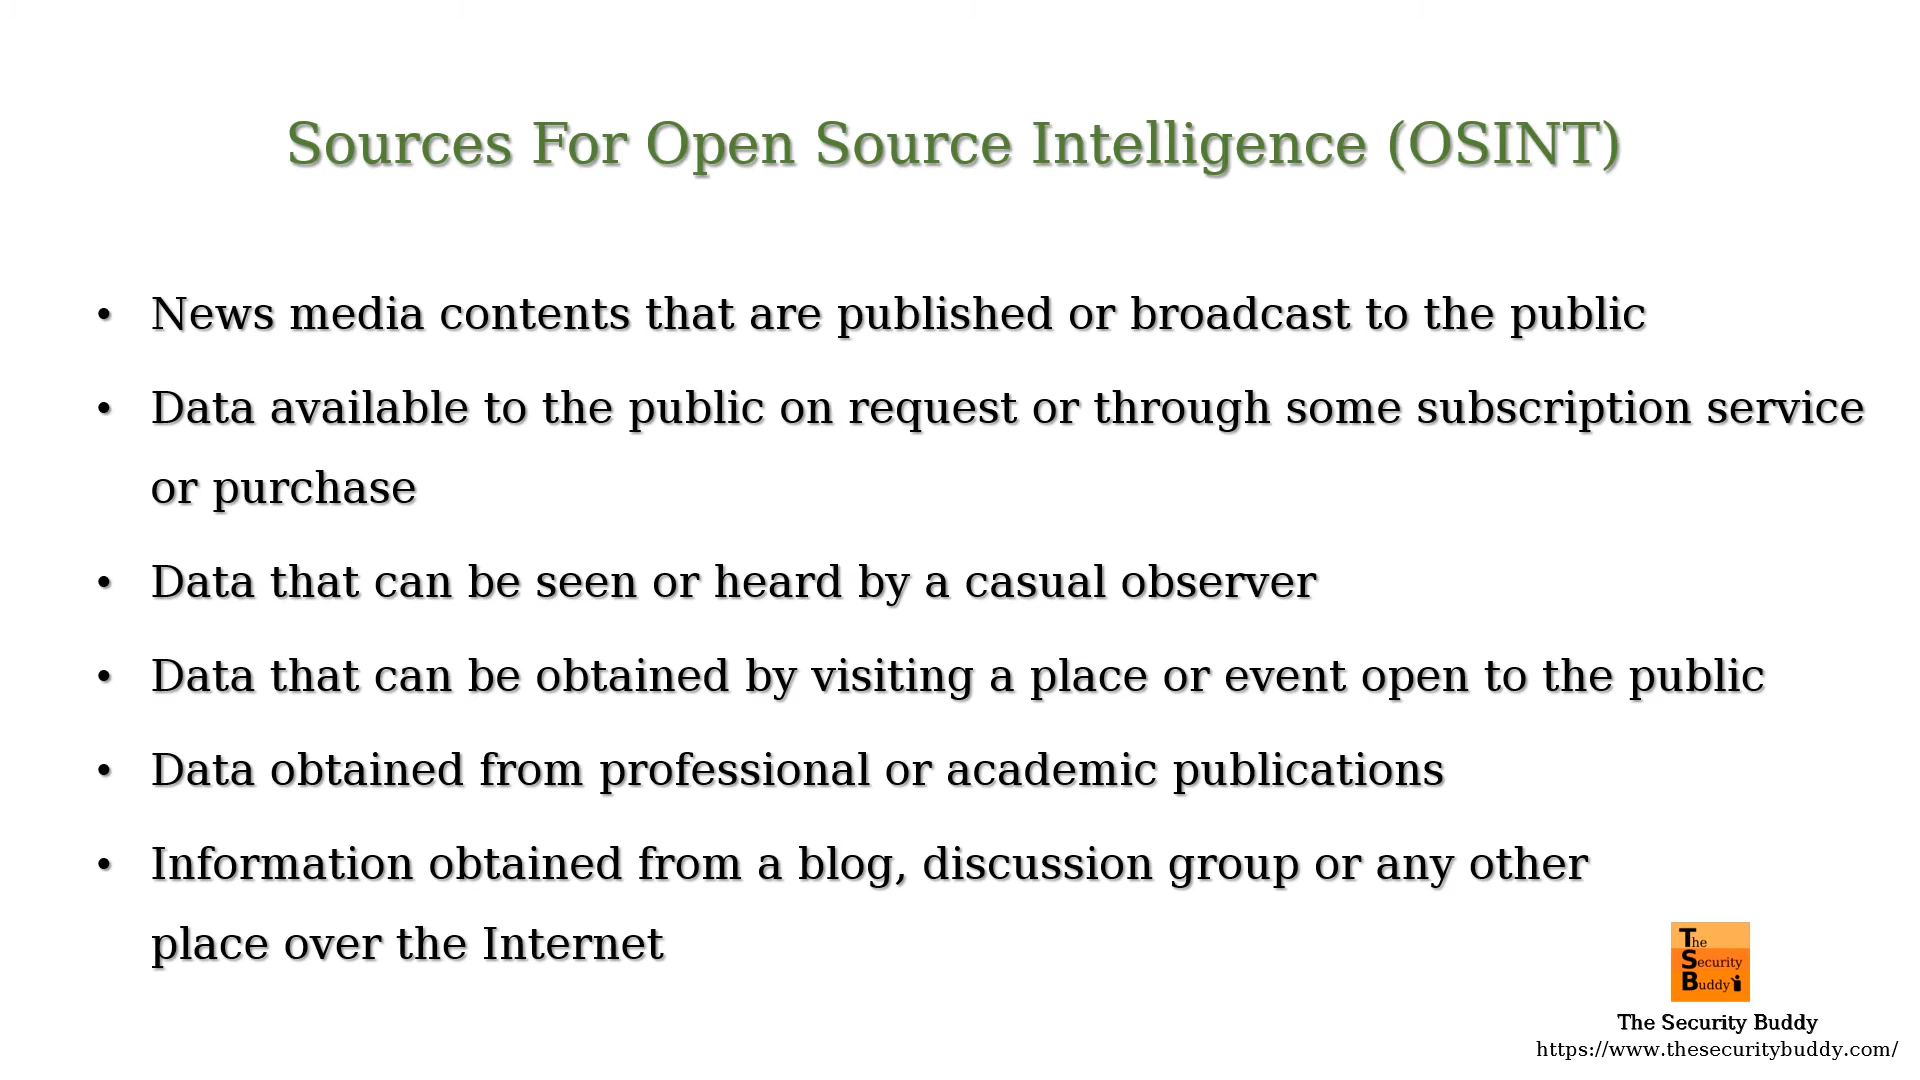 Sources For Open Source Intelligence (OSINT)
• News media contents that are published or broadcast to the public
• Data available to the public on request or through some subscription service
or purchase
• Data that can be seen or heard by a casual observer
• Data that can be obtained by visiting a place or event open to the public
• Data obtained from professional or academic publications
• Information obtained from a blog, discussion group or any other
place over the Internet
The
Security
Buddy
The Security Buddy
https://www.thesecuritybuddy.com/